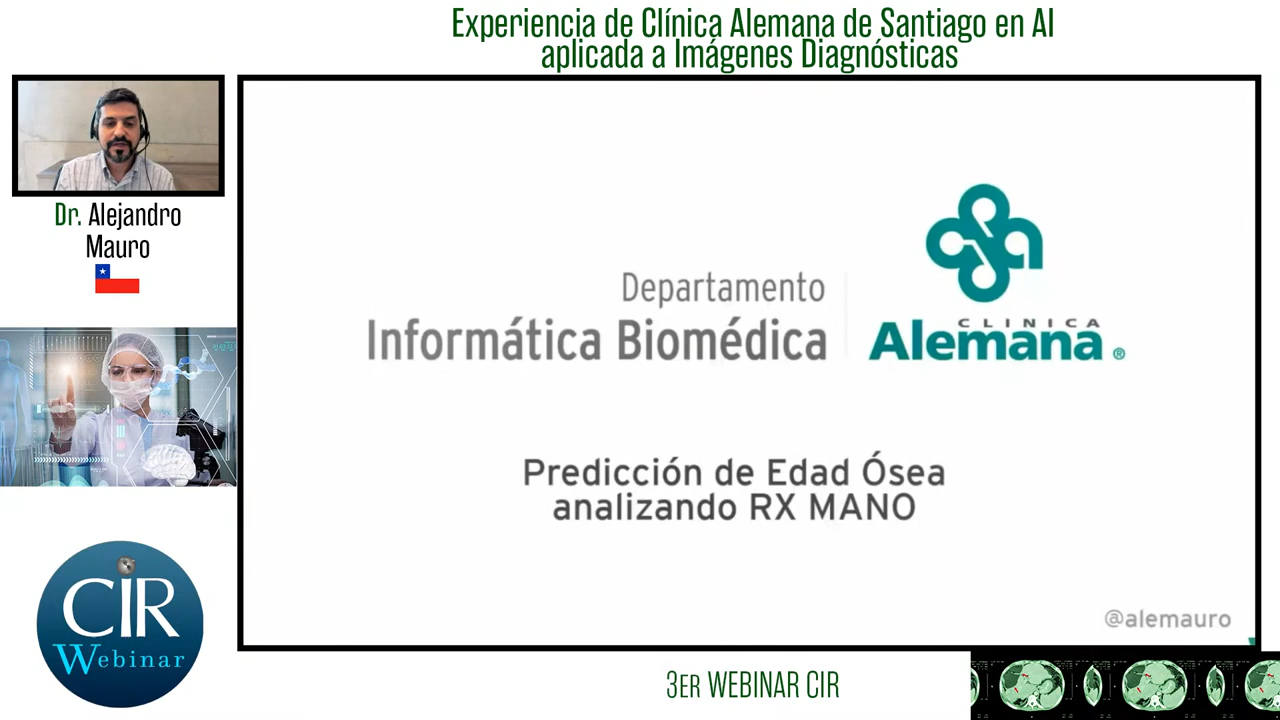 Experiencia de Clínica Alemana de Santiago en AI
aplicada a Imágenes Diagnósticas
Dr. Alejandro
Mauro
Departamento
Informática Biomédica
CLINICA
Alemana ®
Predicción de Edad Ósea
analizando RX MANO
@alemauro
CIR
Webinar
3ER WEBINAR CIR